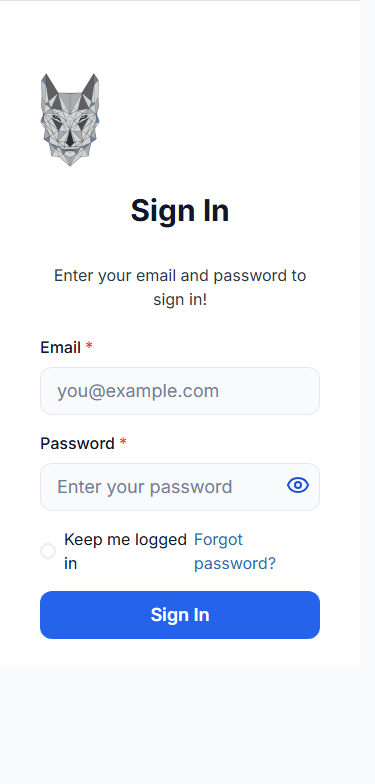 Sign In
Enter your email and password to
sign in!
Email *
you@example.com
Password *
Enter your password
Keep me logged
in
Forgot
password?
Sign In